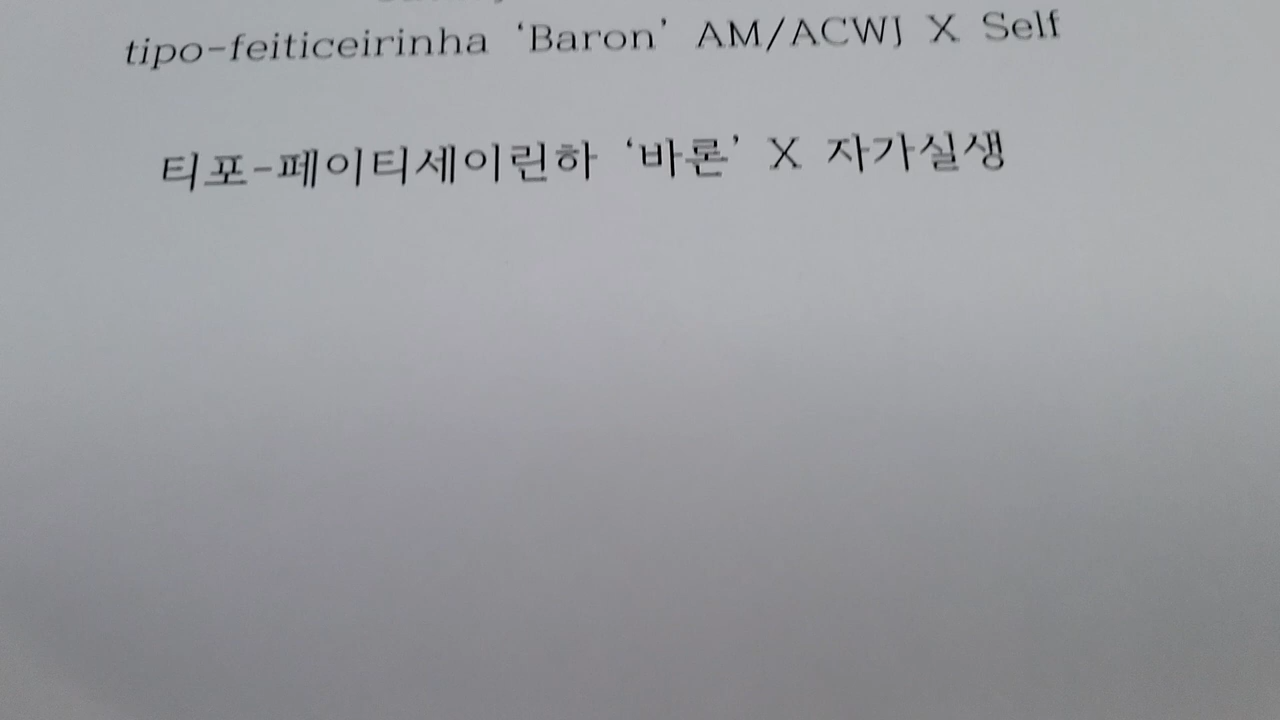 tipo-feiticeirinha ‘Baron’ AM/ACWJ X Self
티포-페이티세이린하 ‘바론’ X 자가실생